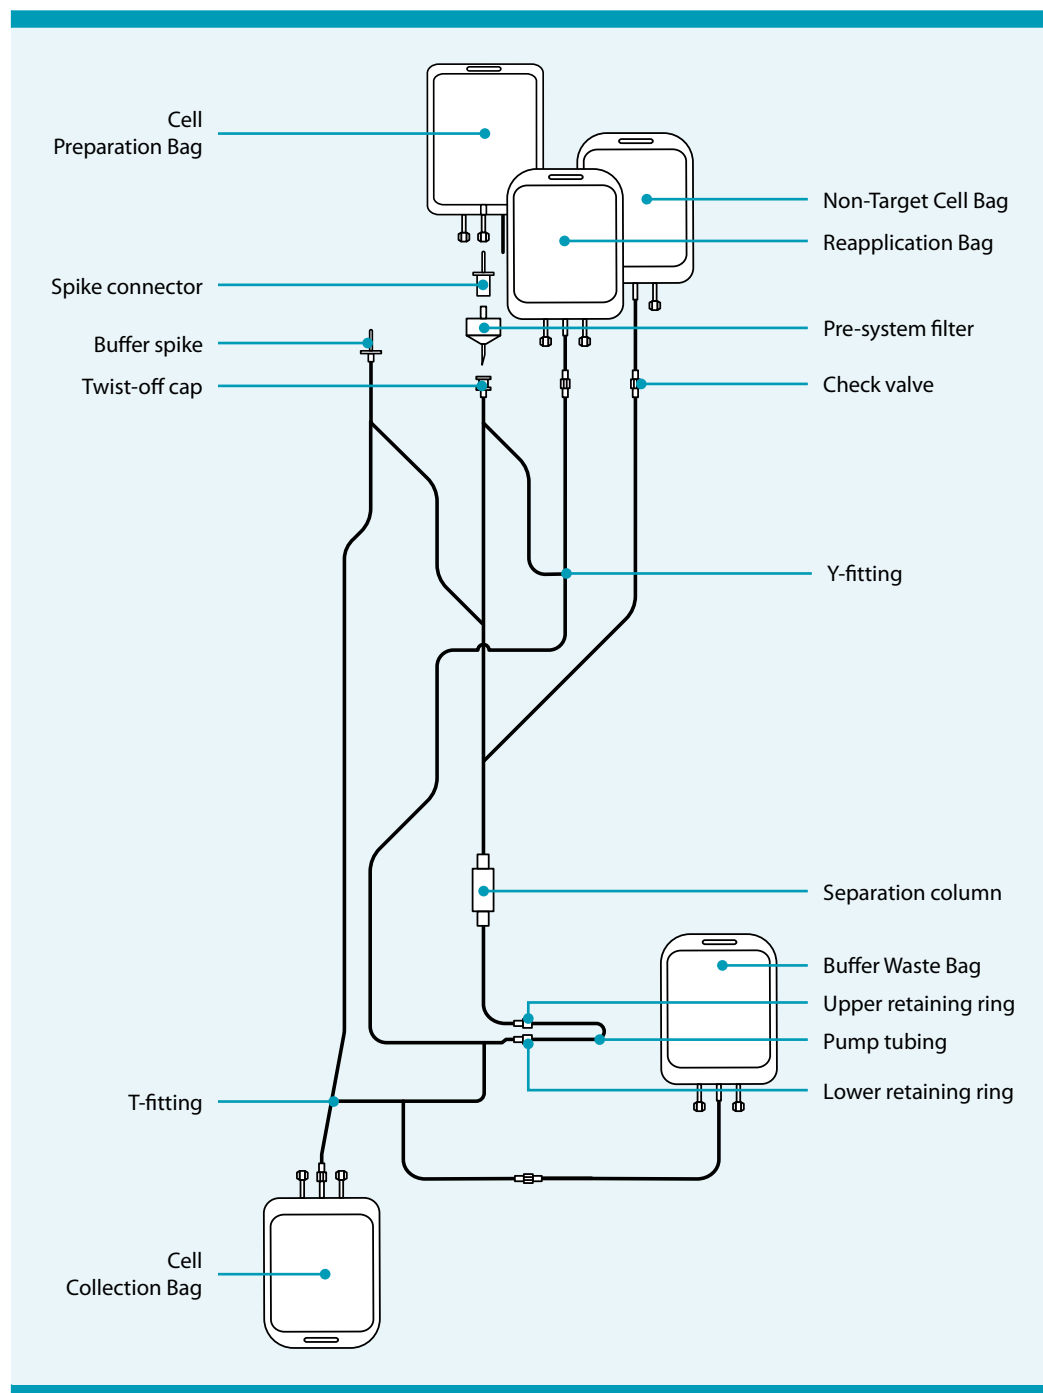 Cell
Preparation Bag
Non-Target Cell Bag
Reapplication Bag
Spike connector
Pre-system filter
Buffer spike
Twist-off cap
Check valve
Y-fitting
Separation column
Buffer Waste Bag
Upper retaining ring
Pump tubing
Lower retaining ring
T-fitting
Cell
Collection Bag